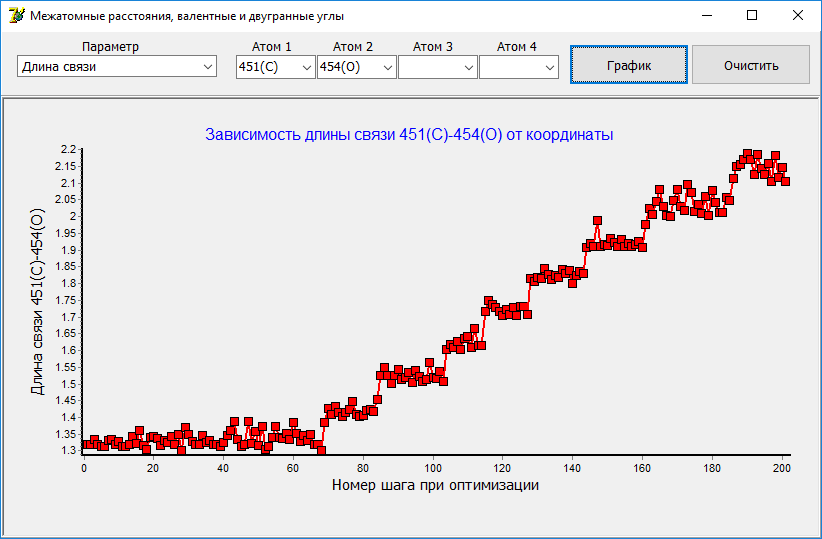 Межатомные расстояния, валентные и двугранные углы
Параметр Атом 1 Атом 2 Атом 3 Атом 4
Длина связи 451(C) 454(O) График Очистить
Зависимость длины связи 451(C)-454(O) от координаты
Длина связи 451(C)-454(O)
2.2
2.15
2.1
2.05
2
1.95
1.9
1.85
1.8
1.75
1.7
1.65
1.6
1.55
1.5
1.45
1.4
1.35
1.3
0 20 40 60 80 100 120 140 160 180 200
Номер шага при оптимизации